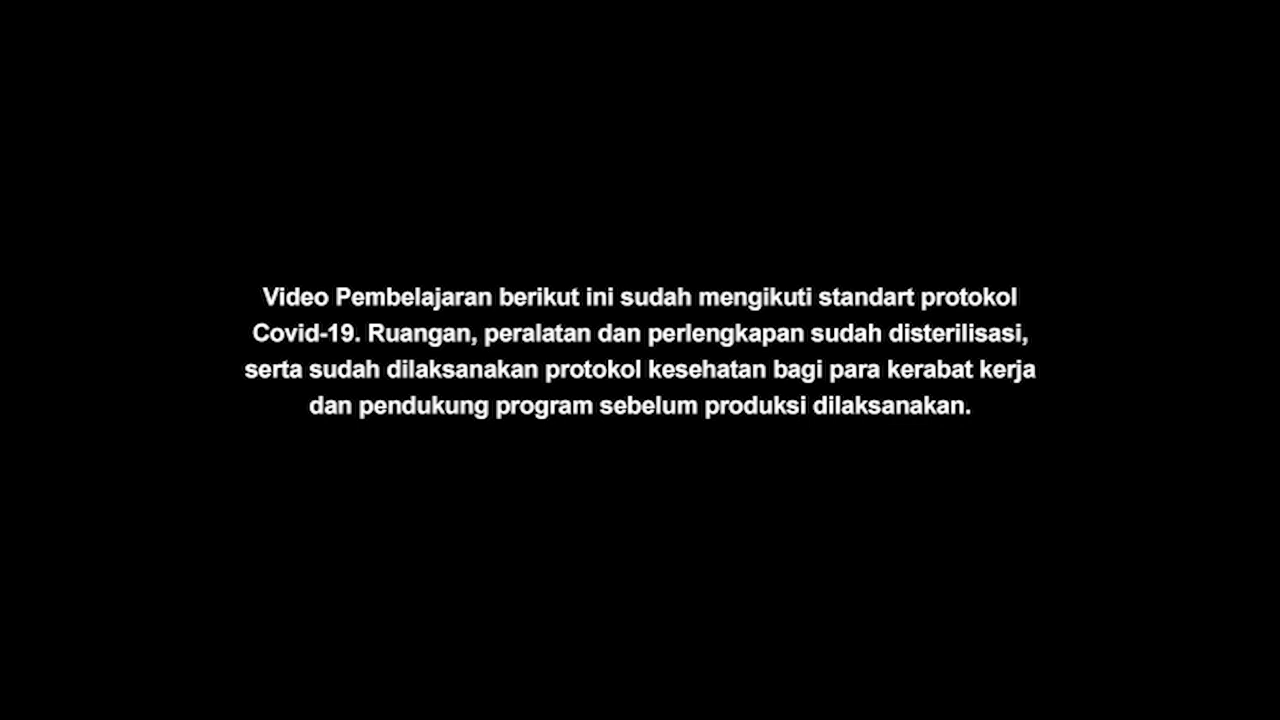 Video Pembelajaran berikut ini sudah mengikuti standart protokol
Covid-19. Ruangan, peralatan dan perlengkapan sudah disterilisasi,
serta sudah dilaksanakan protokol kesehatan bagi para kerabat kerja
dan pendukung program sebelum produksi dilaksanakan.